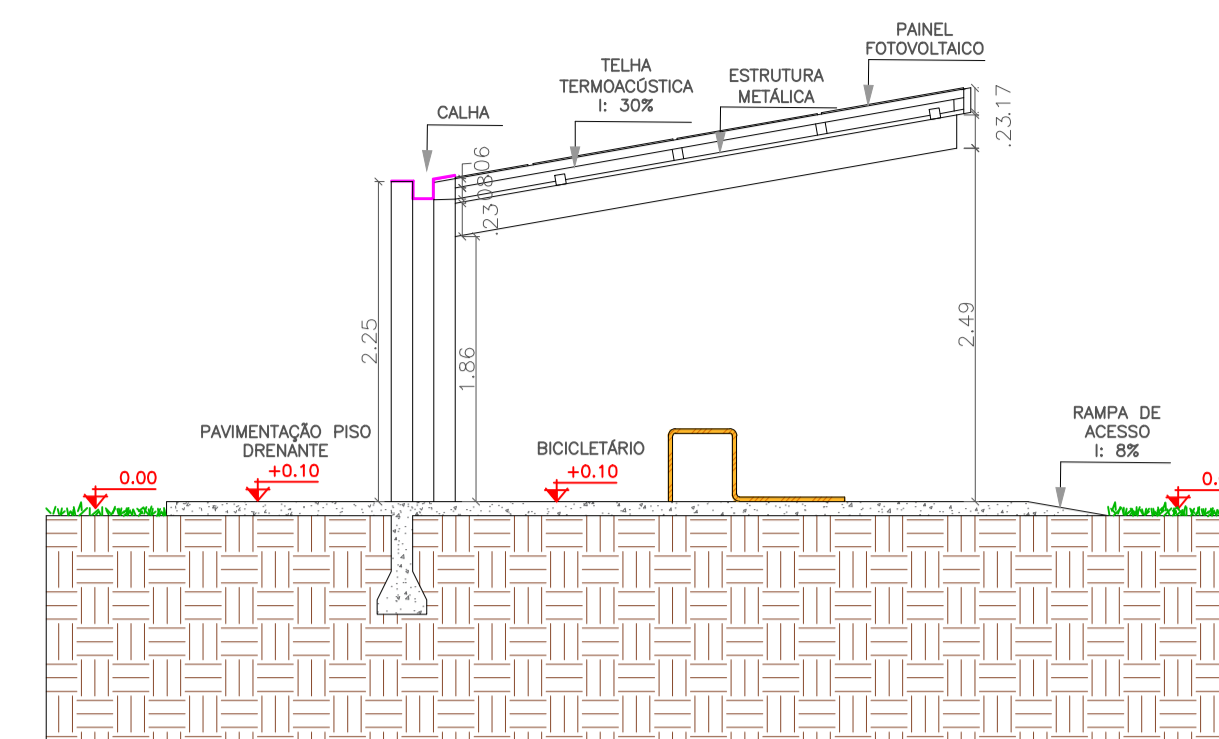 PAINEL
FOTOVOLTAICO
TELHA
TERMOACÚSTICA
I: 30%
ESTRUTURA
METÁLICA
CALHA
.17
.23
.06
.08
.23
2.25
1.86
2.49
PAVIMENTAÇÃO PISO
DRENANTE
+0.10
BICICLETÁRIO
+0.10
RAMPA DE
ACESSO
I: 8%
0.00
0.